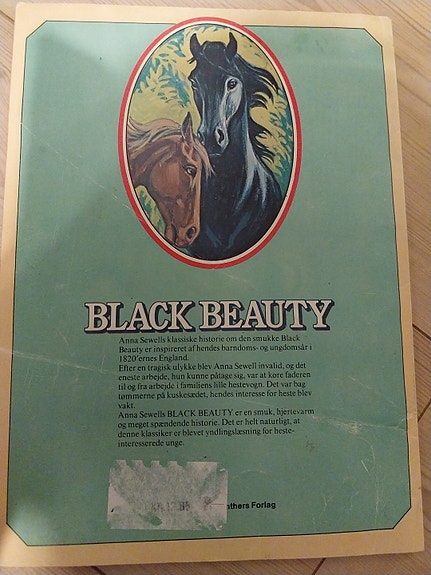 BLACK BEAUTY
Anna Sewells klassiske historie om den smukke Black
Beauty er inspireret af hendes barndoms- og ungdomsår i
1820'ernes England.
Efter en tragisk ulykke blev Anna Sewell invalid, og det
eneste arbejde, hun kunne påtage sig, var at køre faderen
til og fra arbejde i familiens lille hestevogn. Det var bag
tømmerne på kuskesædet, hendes interesse for heste blev
vakt.
Anna Sewells BLACK BEAUTY er en smuk, hjertevarm
og meget spændende historie. Det er helt naturligt, at
denne klassiker er blevet yndlingslæsning for heste-
interesserede unge.
Forlag